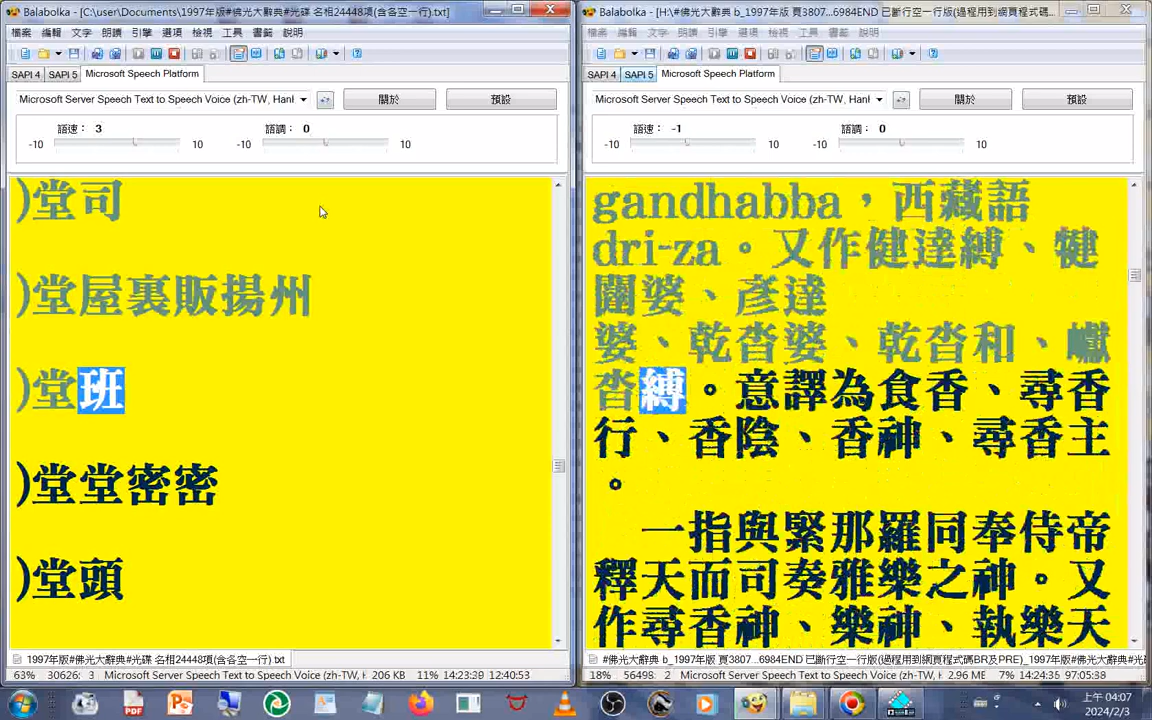 Balabolka - [C:\user\Documents\1997年版#佛光大辭典#光碟 名相24448項(含各空一行).txt]
檔案 編輯 文字 朗讀 引擎 選項 檢視 工具 書籤 說明
SAPI 4 SAPI 5 Microsoft Speech Platform
Microsoft Server Speech Text to Speech Voice (zh-TW, Hanl
關於 預設
語速： 3 語調： 0
-10 10 -10 10
)堂司
)堂屋裏販揚州
)堂班
)堂堂密密
)堂頭
1997年版#佛光大辭典#光碟 名相24448項(含各空一行).txt
63% 30626: 3 Microsoft Server Speech Text to Speech Voice (zh-TW, H 206 KB 11% 14:23:39 12:40:53
Balabolka - [H:\#佛光大辭典 b_1997年版 頁3807...6984END 已斷行空一行版(過程用到網頁程式碼
檔案 編輯 文字 朗讀 引擎 選項 檢視 工具 書籤 說明
SAPI 4 SAPI 5 Microsoft Speech Platform
Microsoft Server Speech Text to Speech Voice (zh-TW, Hanl
關於 預設
語速： -1 語調： 0
-10 10 -10 10
gandhabba，西藏語
dri-za。又作健達縛、犍
闥婆、彥達
婆、乾沓婆、乾沓和、巘
沓縛。意譯為食香、尋香
行、香陰、香神、尋香主
。
一指與緊那羅同奉侍帝
釋天而司奏雅樂之神。又
作尋香神、樂神、執樂天
#佛光大辭典 b_1997年版 頁3807...6984END 已斷行空一行版(過程用到網頁程式碼BR及PRE)_1997年版#佛光
18% 56498: 2 Microsoft Server Speech Text to Speech Voice (zh-TW, H 2.96 ME 7% 14:24:35 97:05:38
上午 04:07
2024/2/3